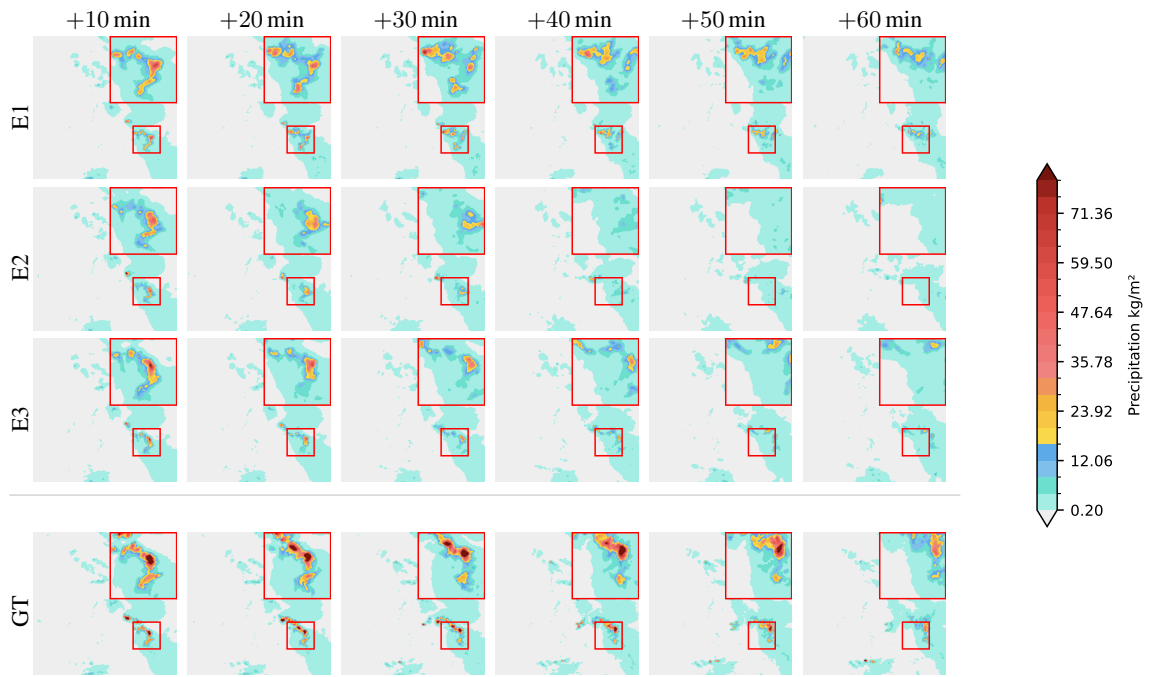 +10 min +20 min +30 min +40 min +50 min +60 min
E1
E2
E3
GT
71.36
59.50
47.64
35.78
23.92
12.06
0.20
Precipitation kg/m²